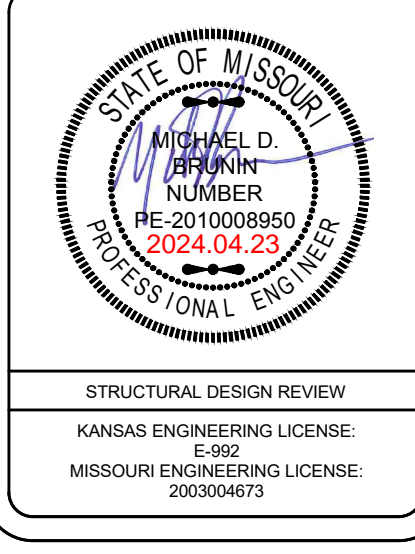 STATE OF MISSOURI
MICHAEL D.
BRUNIN
NUMBER
PE-2010008950
2024.04.23
PROFESSIONAL ENGINEER
STRUCTURAL DESIGN REVIEW
KANSAS ENGINEERING LICENSE:
E-992
MISSOURI ENGINEERING LICENSE:
2003004673